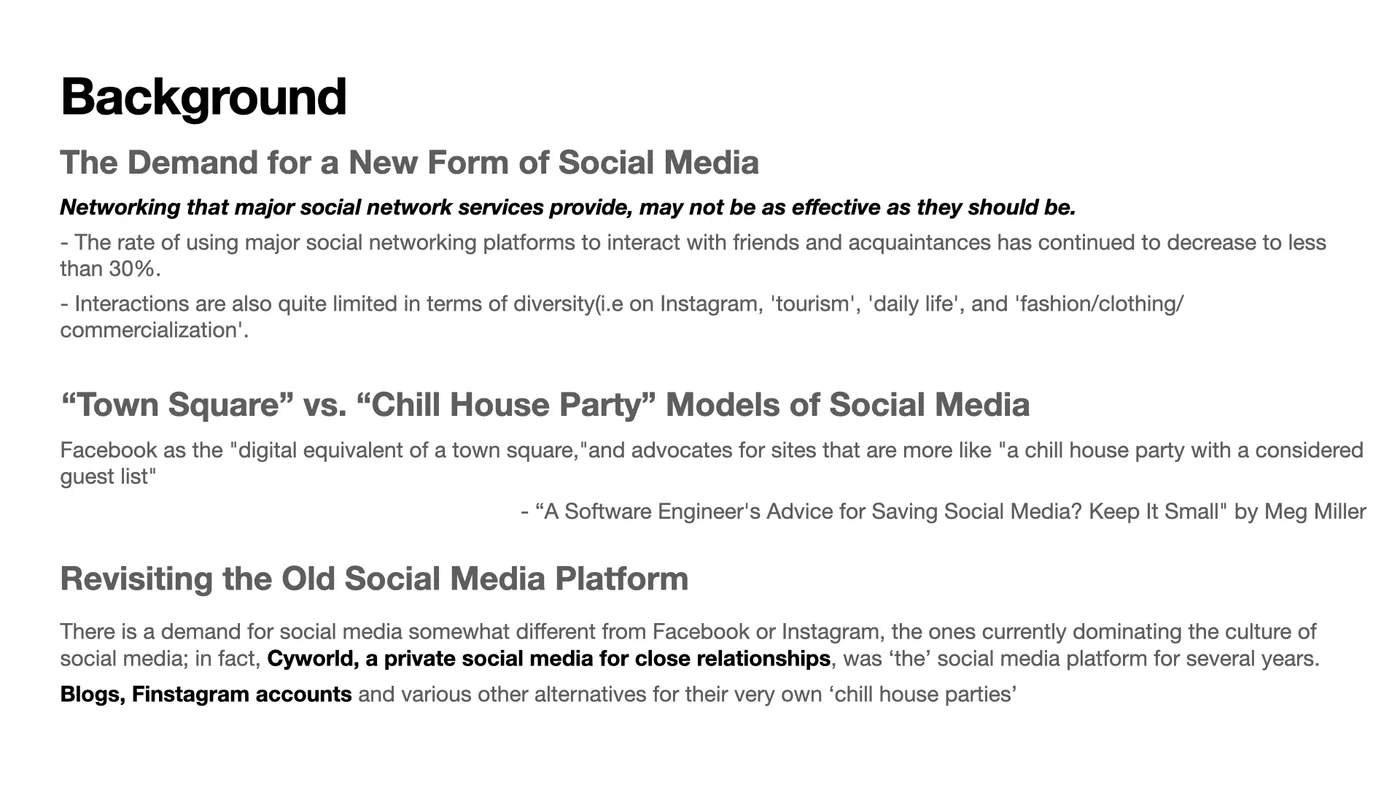 Background
The Demand for a New Form of Social Media
Networking that major social network services provide, may not be as effective as they should be.
- The rate of using major social networking platforms to interact with friends and acquaintances has continued to decrease to less
than 30%.
- Interactions are also quite limited in terms of diversity(i.e on Instagram, 'tourism', 'daily life', and 'fashion/clothing/
commercialization'.
“Town Square” vs. “Chill House Party” Models of Social Media
Facebook as the "digital equivalent of a town square,"and advocates for sites that are more like "a chill house party with a considered
guest list"
- “A Software Engineer's Advice for Saving Social Media? Keep It Small" by Meg Miller
Revisiting the Old Social Media Platform
There is a demand for social media somewhat different from Facebook or Instagram, the ones currently dominating the culture of
social media; in fact, Cyworld, a private social media for close relationships, was ‘the’ social media platform for several years.
Blogs, Finstagram accounts and various other alternatives for their very own ‘chill house parties’